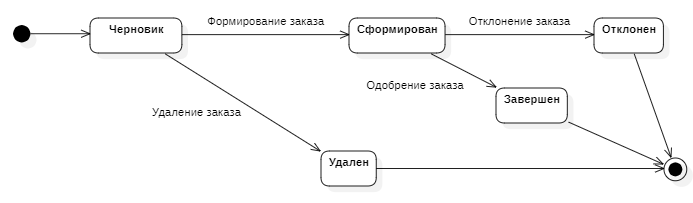 Формирование заказа
Отклонение заказа
Черновик
Сформирован
Отклонен
Одобрение заказа
Завершен
Удаление заказа
Удален